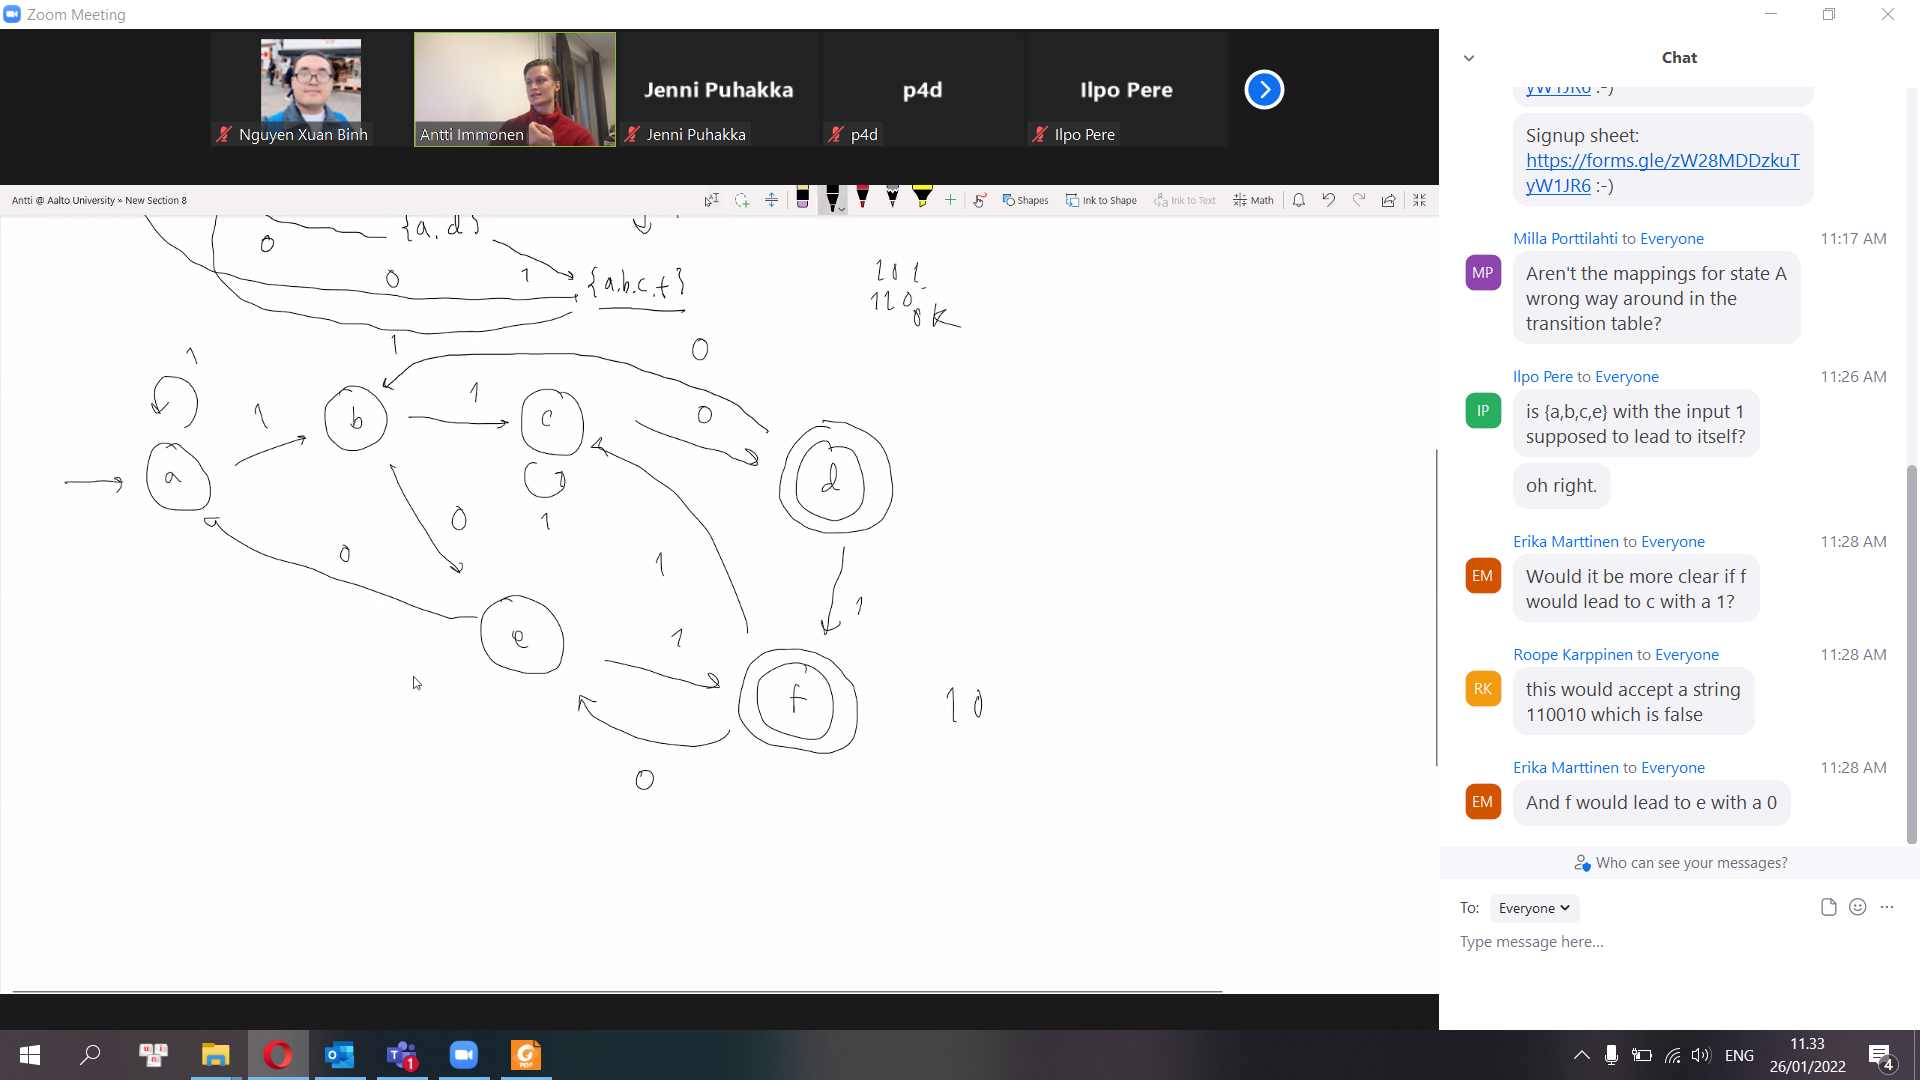 Zoom Meeting
Nguyen Xuan Binh
Antti Immonen
Jenni Puhakka
Jenni Puhakka
p4d
p4d
Ilpo Pere
Ilpo Pere
Antti @ Aalto University » New Section 8
Shapes
Ink to Shape
Ink to Text
Math
{a,d}
0
0
1
{a,b,c,f}
101
110
1
0
1
1
1
0
b
c
a
d
0
1
0
1
1
1
e
f
10
0
Chat
yW1JR6 :-)
Signup sheet:
https://forms.gle/zW28MDDzkuT
yW1JR6 :-)
Milla Porttilahti to Everyone
11:17 AM
MP
Aren't the mappings for state A
wrong way around in the
transition table?
Ilpo Pere to Everyone
11:26 AM
IP
is {a,b,c,e} with the input 1
supposed to lead to itself?
oh right.
Erika Marttinen to Everyone
11:28 AM
EM
Would it be more clear if f
would lead to c with a 1?
Roope Karppinen to Everyone
11:28 AM
RK
this would accept a string
110010 which is false
Erika Marttinen to Everyone
11:28 AM
EM
And f would lead to e with a 0
Who can see your messages?
To:
Everyone
Type message here...
ENG
11.33
26/01/2022
4
1
PDF